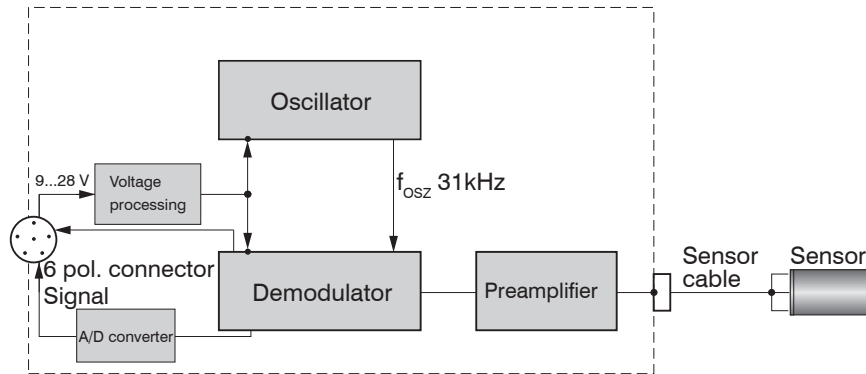 Oscillator
9...28 V
Voltage
processing
f_OSZ 31kHz
6 pol. connector
Signal
Demodulator
Preamplifier
Sensor
cable
Sensor
A/D converter